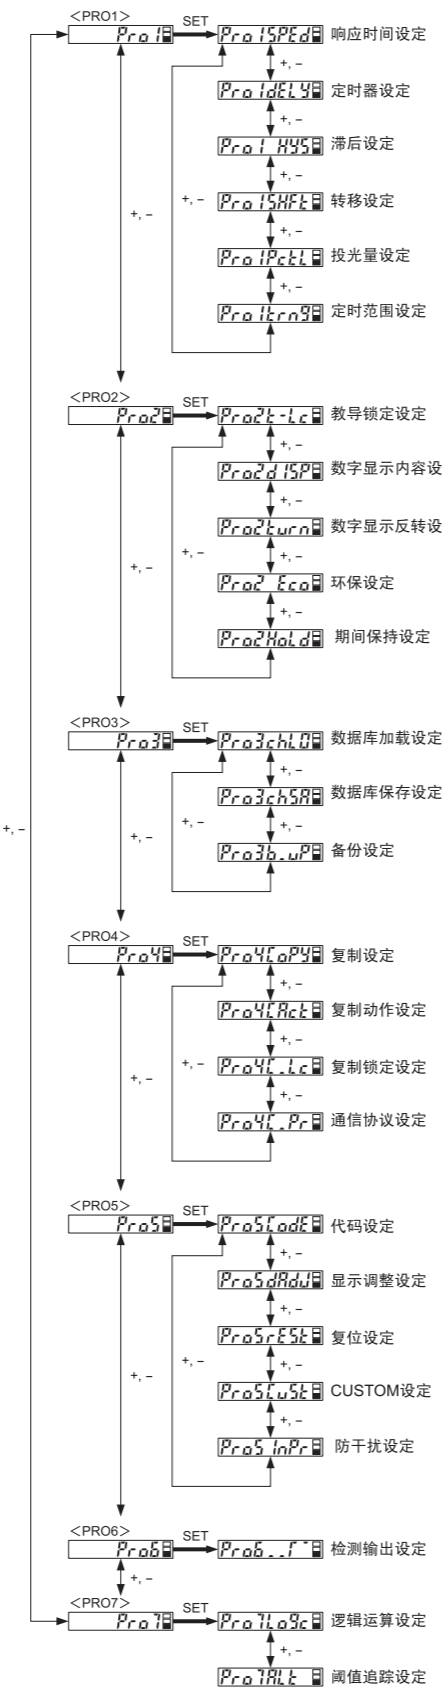 <PRO1>
Pro1 SET Pro1SPEd 响应时间设定
+, −
Pro1dELY 定时器设定
+, −
Pro1 HYS 滞后设定
+, −
+, − +, − Pro1SHFt 转移设定
+, −
Pro1PctL 投光量设定
+, −
Pro1trng 定时范围设定
<PRO2>
Pro2 SET Pro2t-Lc 教导锁定设定
+, −
Pro2dISP 数字显示内容设
+, −
+, − +, − Pro2turn 数字显示反转设
+, −
Pro2 Eco 环保设定
+, −
Pro2HoLd 期间保持设定
<PRO3>
Pro3 SET Pro3chLO 数据库加载设定
+, −
Pro3chSA 数据库保存设定
+, − +, − +, − +, −
Pro3b.uP 备份设定
<PRO4>
Pro4 SET Pro4CoPY 复制设定
+, −
Pro4CAct 复制动作设定
+, −
+, − +, − Pro4C.Lc 复制锁定设定
+, −
Pro4C.Pr 通信协议设定
<PRO5>
Pro5 SET Pro5CodE 代码设定
+, −
Pro5dAdJ 显示调整设定
+, −
Pro5rESt 复位设定
+, − +, − +, −
Pro5CuSt CUSTOM设定
+, −
Pro5 InPr 防干扰设定
<PRO6>
Pro6 SET 检测输出设定
+, −
<PRO7>
Pro7 SET Pro7LoGc 逻辑运算设定
+, −
Pro7ALt 阈值追踪设定